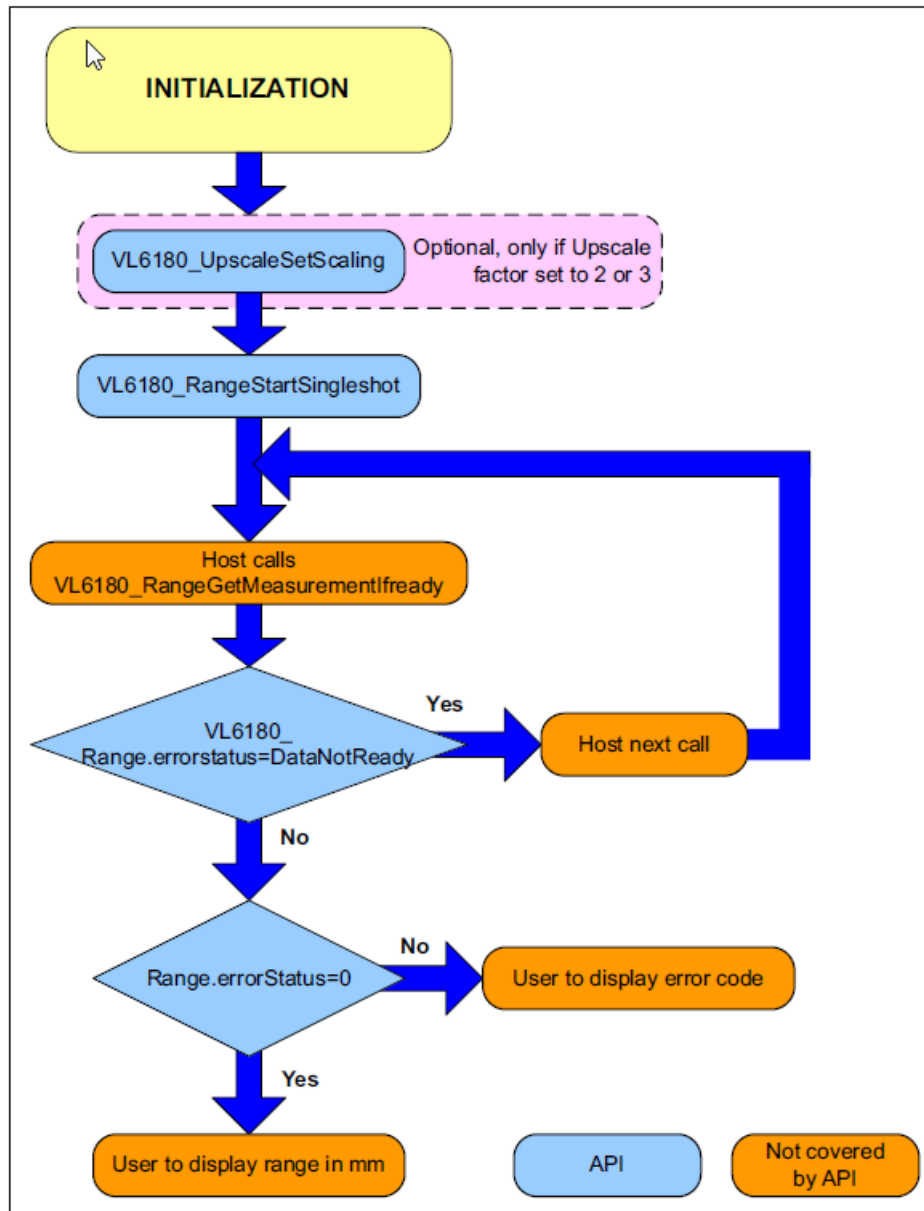 INITIALIZATION
VL6180_UpscaleSetScaling
Optional, only if Upscale
factor set to 2 or 3
VL6180_RangeStartSingleshot
Host calls
VL6180_RangeGetMeasurementIfready
VL6180_
Range.errorstatus=DataNotReady
Yes
Host next call
No
Range.errorStatus=0
No
User to display error code
Yes
User to display range in mm
API
Not covered
by API